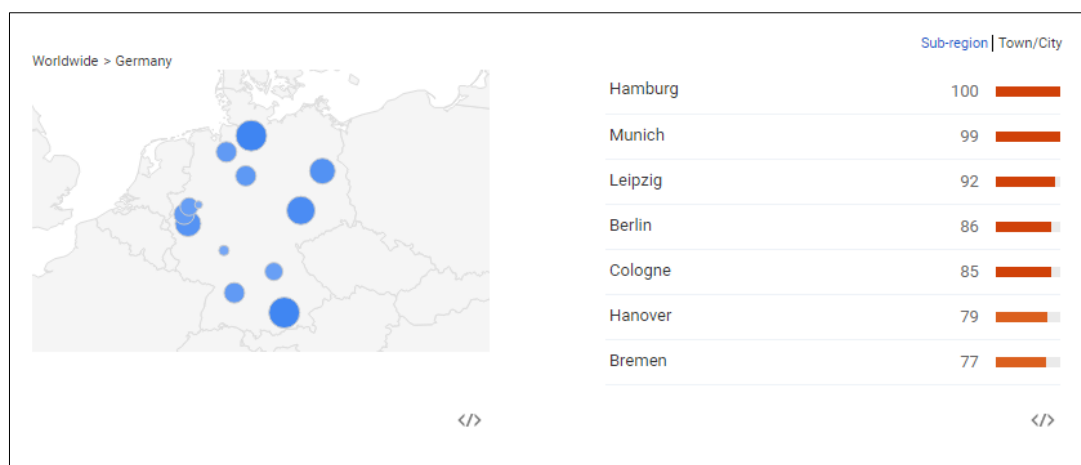 Sub-region | Town/City
Worldwide > Germany
Hamburg 100
Munich 99
Leipzig 92
Berlin 86
Cologne 85
Hanover 79
Bremen 77
</> </>